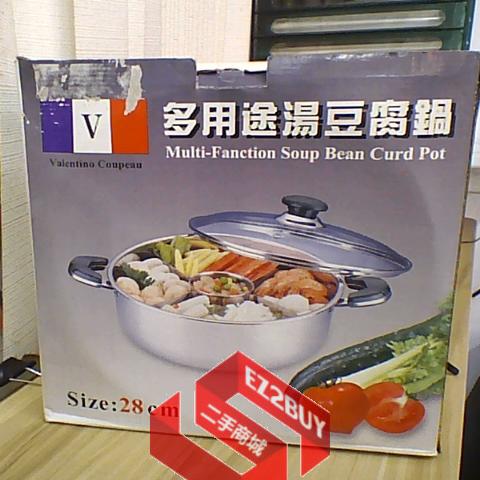 V
Valentino Coupeau
多用途湯豆腐鍋
Multi-Fanction Soup Bean Curd Pot
Size:28cm
EZ2BUY
二手商城